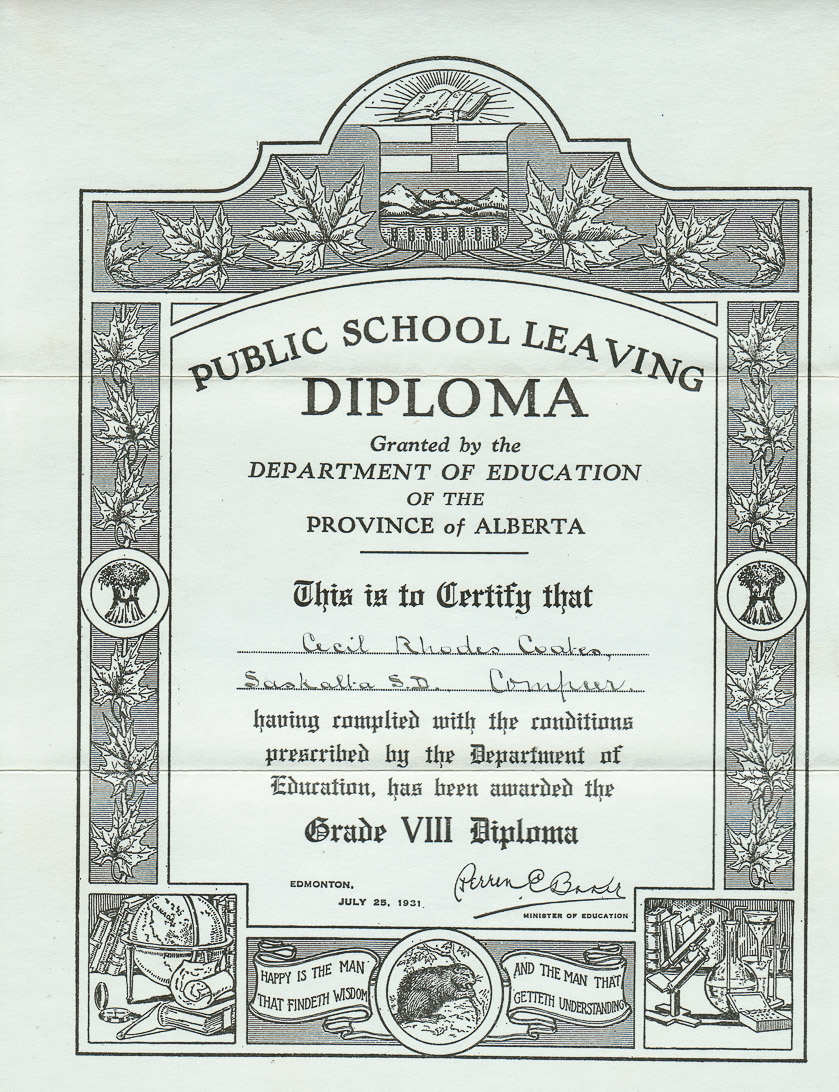 PUBLIC SCHOOL LEAVING
DIPLOMA
Granted by the
DEPARTMENT OF EDUCATION
OF THE
PROVINCE of ALBERTA
This is to Certify that
Cecil Rhodes Coates,
Saskalta S.D. Compeer.
having complied with the conditions
prescribed by the Department of
Education, has been awarded the
Grade VIII Diploma
EDMONTON,
JULY 25, 1931.
Perren E Baker
MINISTER OF EDUCATION
HAPPY IS THE MAN
THAT FINDETH WISDOM
AND THE MAN THAT
GETTETH UNDERSTANDING